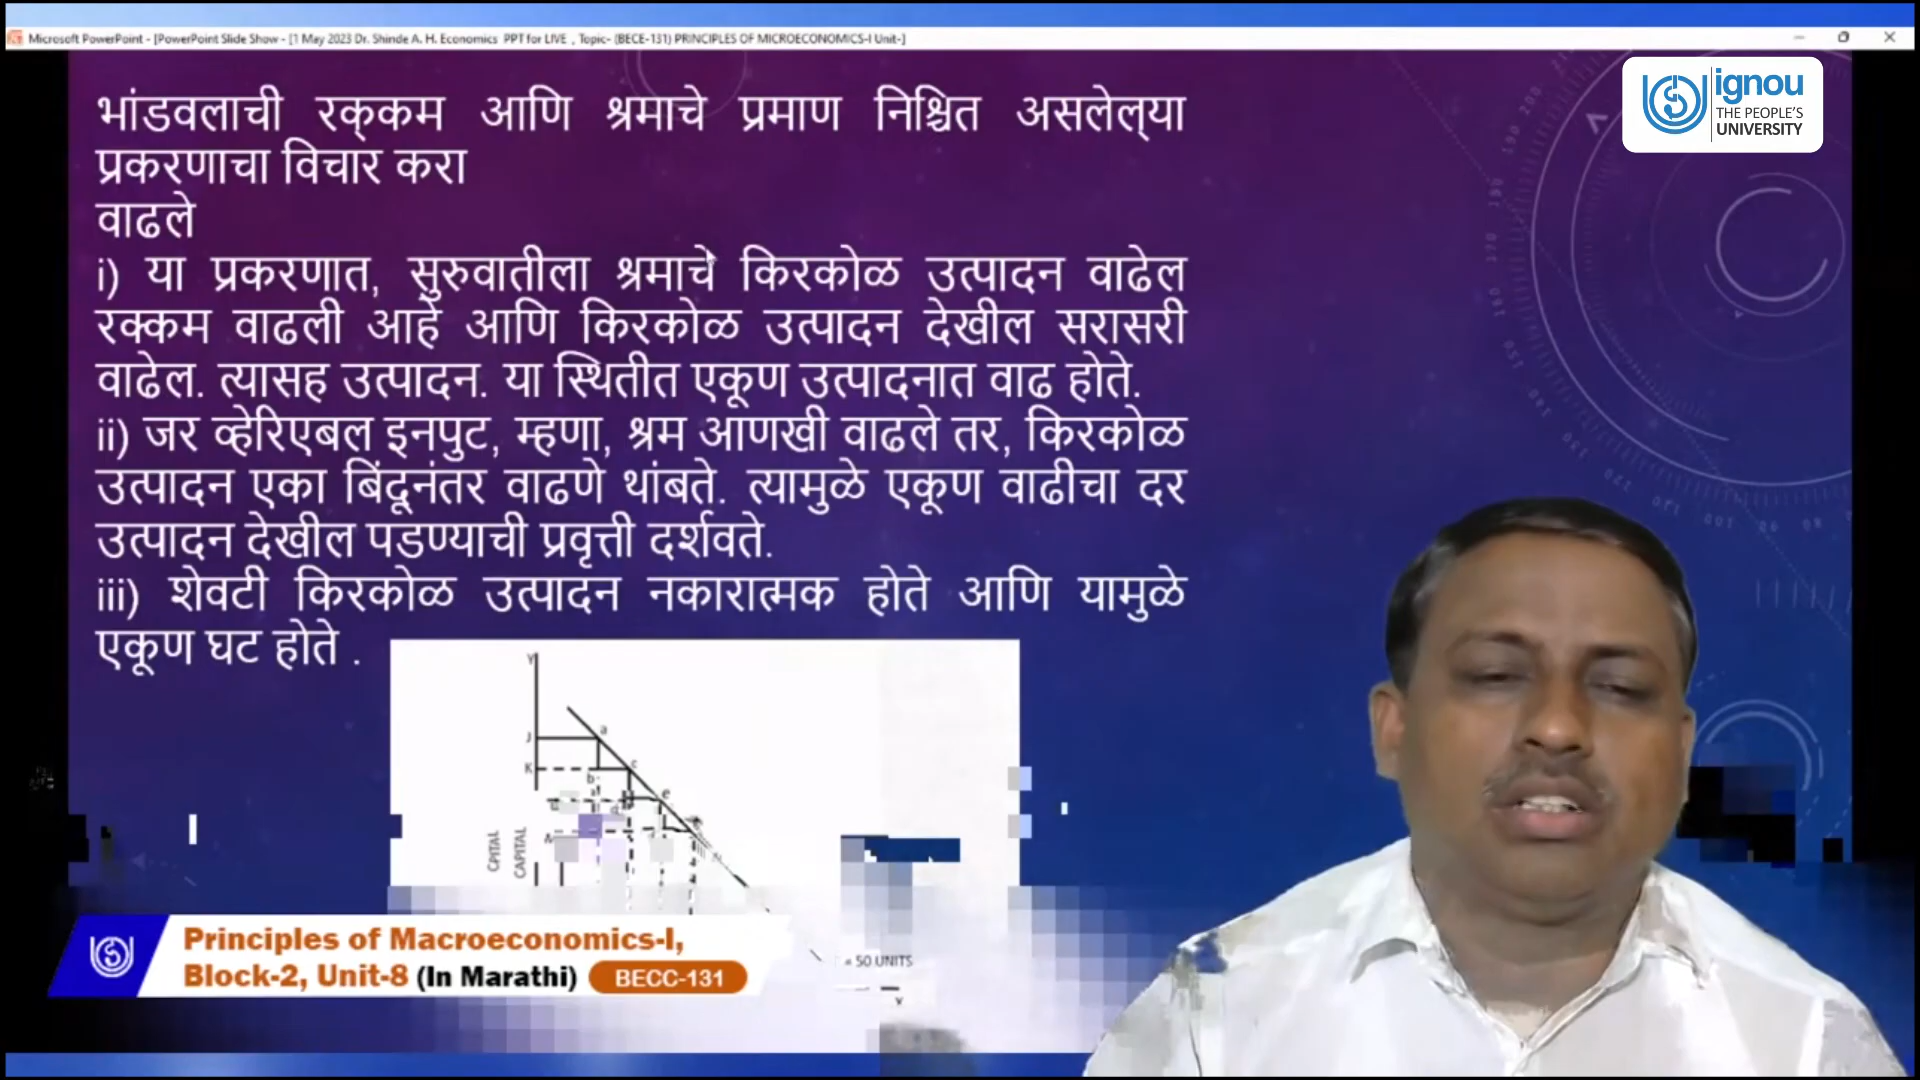 Microsoft PowerPoint - [PowerPoint Slide Show - [1 May 2023 Dr. Shinde A. H. Economics PPT for LIVE , Topic- (BECE-131) PRINCIPLES OF MICROECONOMICS-I Unit-]
ignou
THE PEOPLE'S
UNIVERSITY
भांडवलाची रक्कम आणि श्रमाचे प्रमाण निश्चित असलेल्या
प्रकरणाचा विचार करा
वाढले
i) या प्रकरणात, सुरुवातीला श्रमाचे किरकोळ उत्पादन वाढेल
रक्कम वाढली आहे आणि किरकोळ उत्पादन देखील सरासरी
वाढेल. त्यासह उत्पादन. या स्थितीत एकूण उत्पादनात वाढ होते.
ii) जर व्हेरिएबल इनपुट, म्हणा, श्रम आणखी वाढले तर, किरकोळ
उत्पादन एका बिंदूनंतर वाढणे थांबते. त्यामुळे एकूण वाढीचा दर
उत्पादन देखील पडण्याची प्रवृत्ती दर्शवते.
iii) शेवटी किरकोळ उत्पादन नकारात्मक होते आणि यामुळे
एकूण घट होते .
Y
J
a
K
b
c
d
e
CPITAL
CAPITAL
= 50 UNITS
Principles of Macroeconomics-I,
Block-2, Unit-8 (In Marathi) BECC-131